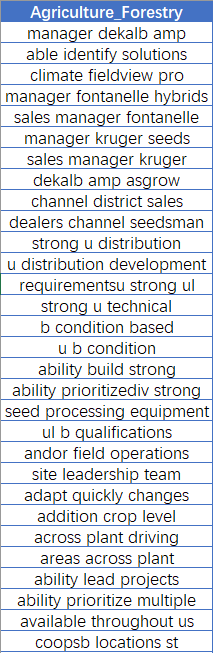 Agriculture_Forestry
manager dekalb amp
able identify solutions
climate fieldview pro
manager fontanelle hybrids
sales manager fontanelle
manager kruger seeds
sales manager kruger
dekalb amp asgrow
channel district sales
dealers channel seedsman
strong u distribution
u distribution development
requirementsu strong ul
strong u technical
b condition based
u b condition
ability build strong
ability prioritizediv strong
seed processing equipment
ul b qualifications
andor field operations
site leadership team
adapt quickly changes
addition crop level
across plant driving
areas across plant
ability lead projects
ability prioritize multiple
available throughout us
coopsb locations st